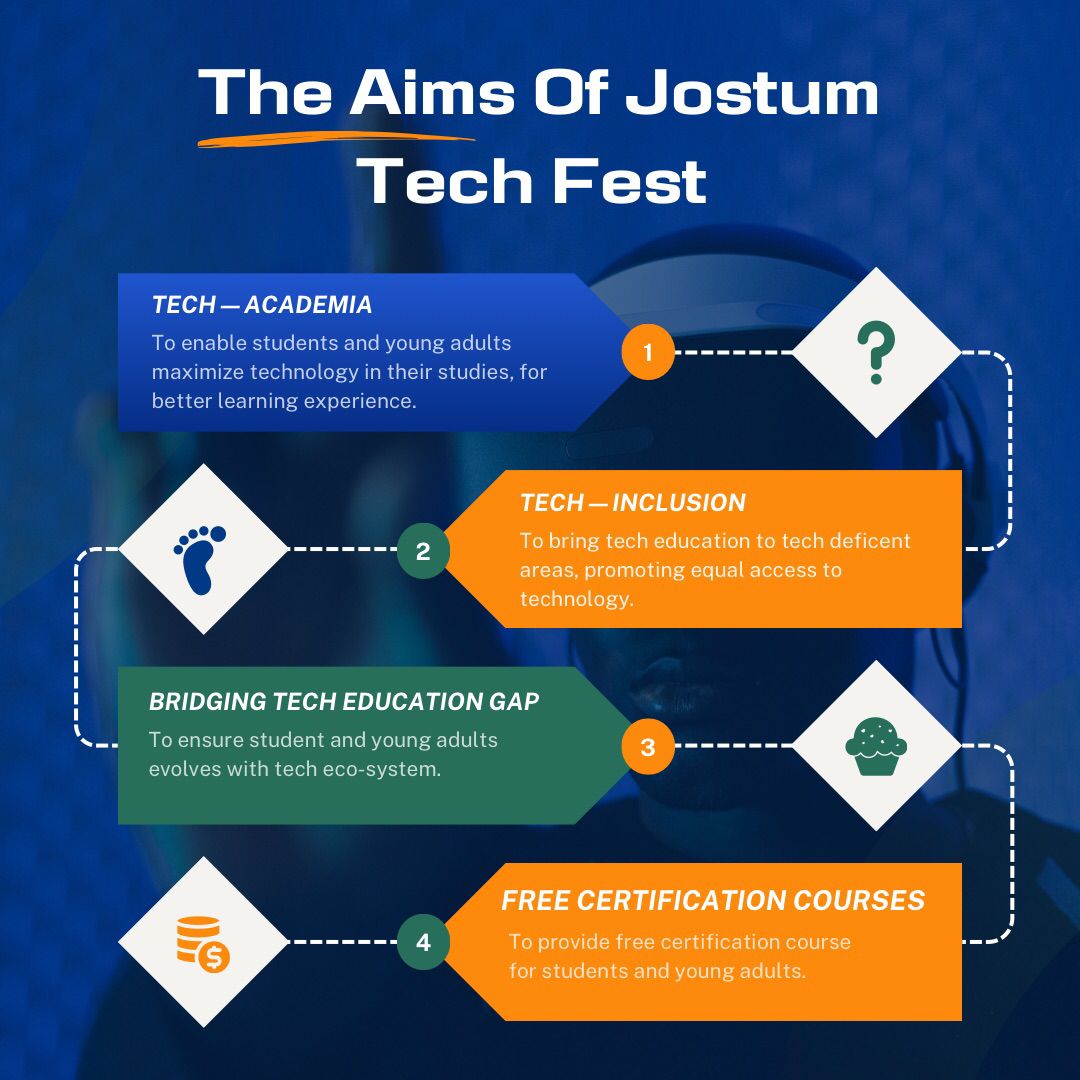 The Aims Of Jostum
Tech Fest
TECH — ACADEMIA
To enable students and young adults
maximize technology in their studies, for
better learning experience.
1
?
TECH — INCLUSION
To bring tech education to tech deficent
areas, promoting equal access to
technology.
2
BRIDGING TECH EDUCATION GAP
To ensure student and young adults
evolves with tech eco-system.
3
FREE CERTIFICATION COURSES
To provide free certification course
for students and young adults.
4
$